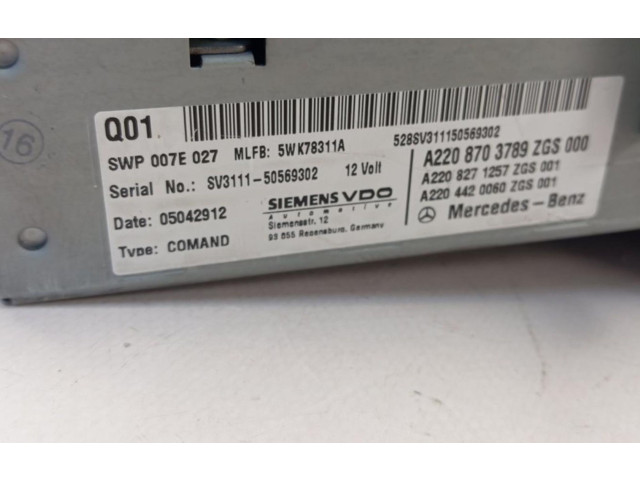 16
Q01
528SV311150569302
SWP 007E 027 MLFB: 5WK78311A
A220 870 3789 ZGS 000
Serial No.: SV3111-50569302 12 Volt
A220 827 1257 ZGS 001
A220 442 0060 ZGS 001
Date: 05042912
SIEMENS VDO
Automotive
Siemensstr. 12
93 055 Regensburg, Germany
Mercedes-Benz
Type: COMAND